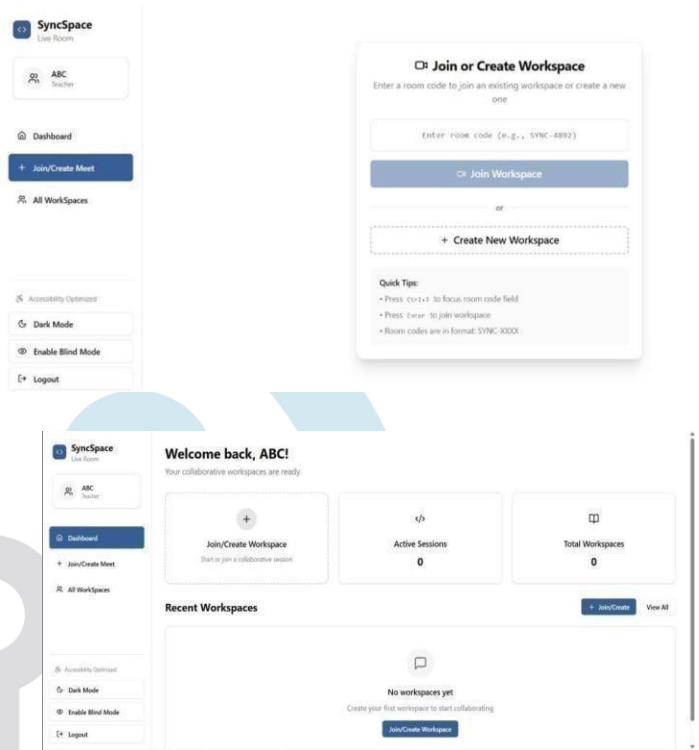 SyncSpace
Live Room
ABC
Teacher
Dashboard
+ Join/Create Meet
All WorkSpaces
Accessibility Optimized
Dark Mode
Enable Blind Mode
Logout
Join or Create Workspace
Enter a room code to join an existing workspace or create a new
one
Enter room code (e.g., SYNC-4892)
Join Workspace
or
+ Create New Workspace
Quick Tips:
• Press Ctrl+J to focus room code field
• Press Enter to join workspace
• Room codes are in format: SYNC-XXXX
SyncSpace
Live Room
ABC
Teacher
Dashboard
+ Join/Create Meet
All WorkSpaces
Accessibility Optimized
Dark Mode
Enable Blind Mode
Logout
Welcome back, ABC!
Your collaborative workspaces are ready
Join/Create Workspace
Start or join a collaborative session
</>
Active Sessions
0
Total Workspaces
0
Recent Workspaces
+ Join/Create
View All
No workspaces yet
Create your first workspace to start collaborating
Join/Create Workspace